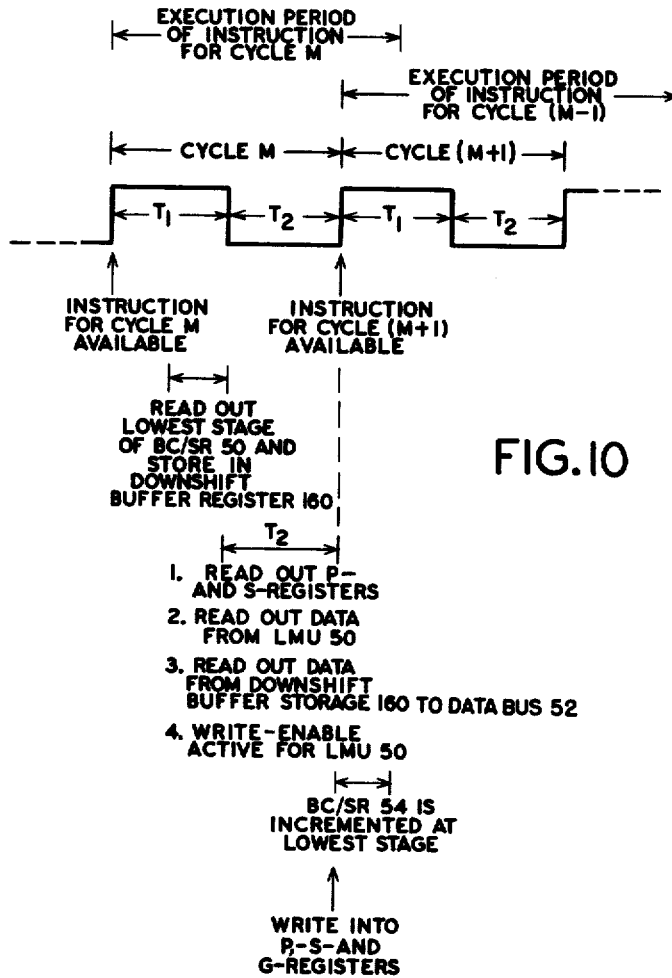 EXECUTION PERIOD
OF INSTRUCTION
FOR CYCLE M
EXECUTION PERIOD
OF INSTRUCTION
FOR CYCLE (M-1)
CYCLE M
CYCLE (M+1)
T1
T2
T1
T2
INSTRUCTION
FOR CYCLE M
AVAILABLE
INSTRUCTION
FOR CYCLE (M+1)
AVAILABLE
READ OUT
LOWEST STAGE
OF BC/SR 50 AND
STORE IN
DOWNSHIFT
BUFFER REGISTER 160
FIG.10
T2
1. READ OUT P-
AND S-REGISTERS
2. READ OUT DATA
FROM LMU 50
3. READ OUT DATA
FROM DOWNSHIFT
BUFFER STORAGE 160 TO DATA BUS 52
4. WRITE-ENABLE
ACTIVE FOR LMU 50
BC/SR 54 IS
INCREMENTED AT
LOWEST STAGE
WRITE INTO
P,-S-AND
G-REGISTERS